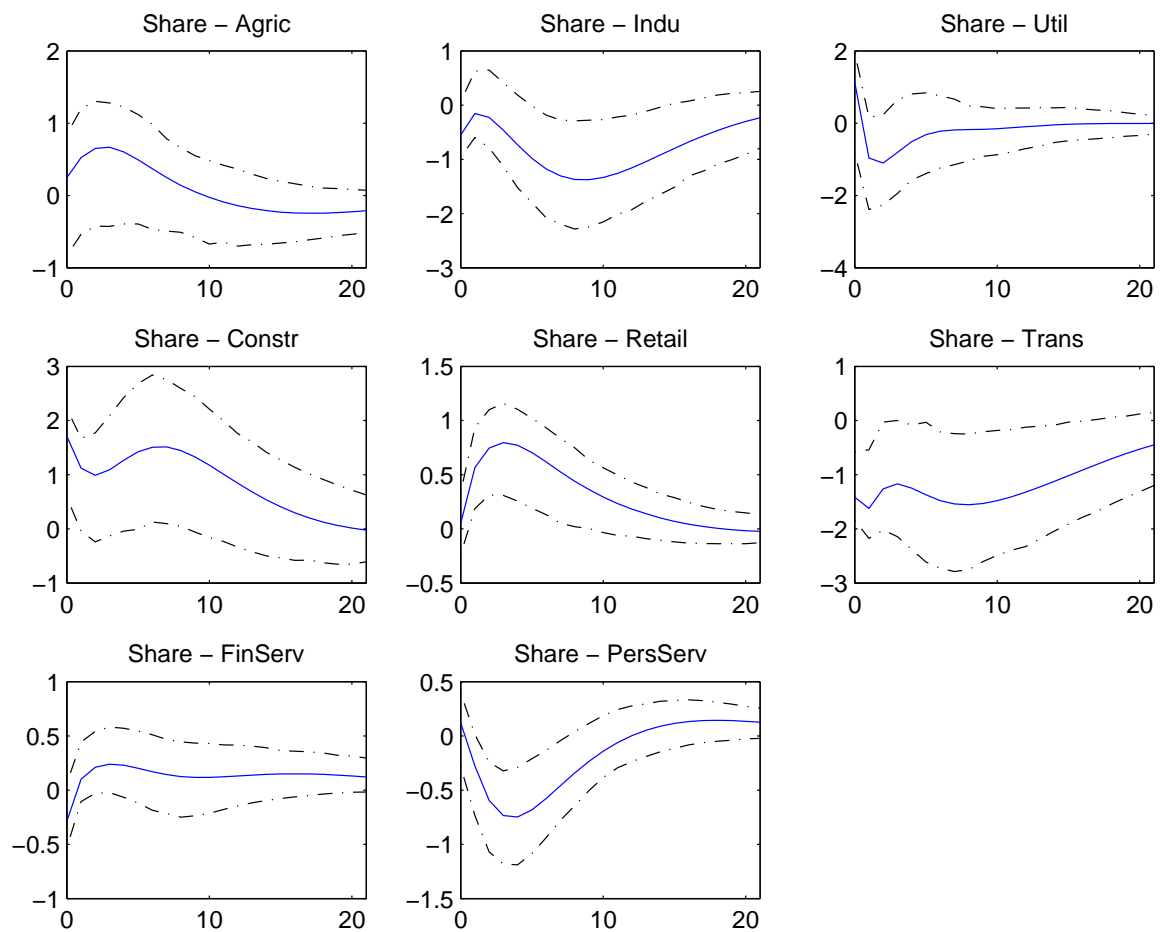 Share − Agric
2
1
0
−1
0 10 20
Share − Indu
1
0
−1
−2
−3
0 10 20
Share − Util
2
0
−2
−4
0 10 20
Share − Constr
3
2
1
0
−1
0 10 20
Share − Retail
1.5
1
0.5
0
−0.5
0 10 20
Share − Trans
1
0
−1
−2
−3
0 10 20
Share − FinServ
1
0.5
0
−0.5
−1
0 10 20
Share − PersServ
0.5
0
−0.5
−1
−1.5
0 10 20